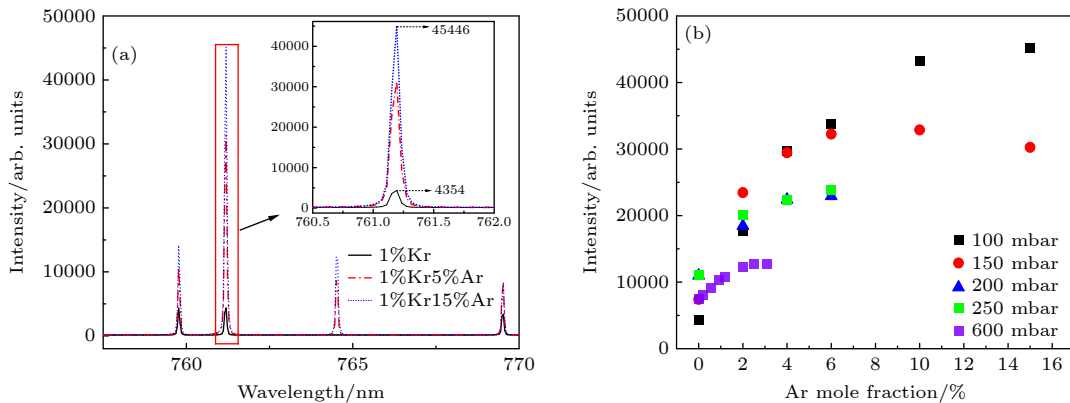 (a)
Intensity/arb. units
50000
40000
30000
20000
10000
0
760
765
770
Wavelength/nm
45446
4354
40000
30000
20000
10000
0
760.5
761.0
761.5
762.0
1%Kr
1%Kr5%Ar
1%Kr15%Ar
(b)
Intensity/arb. units
50000
40000
30000
20000
10000
0
0
2
4
6
8
10
12
14
16
Ar mole fraction/%
100 mbar
150 mbar
200 mbar
250 mbar
600 mbar